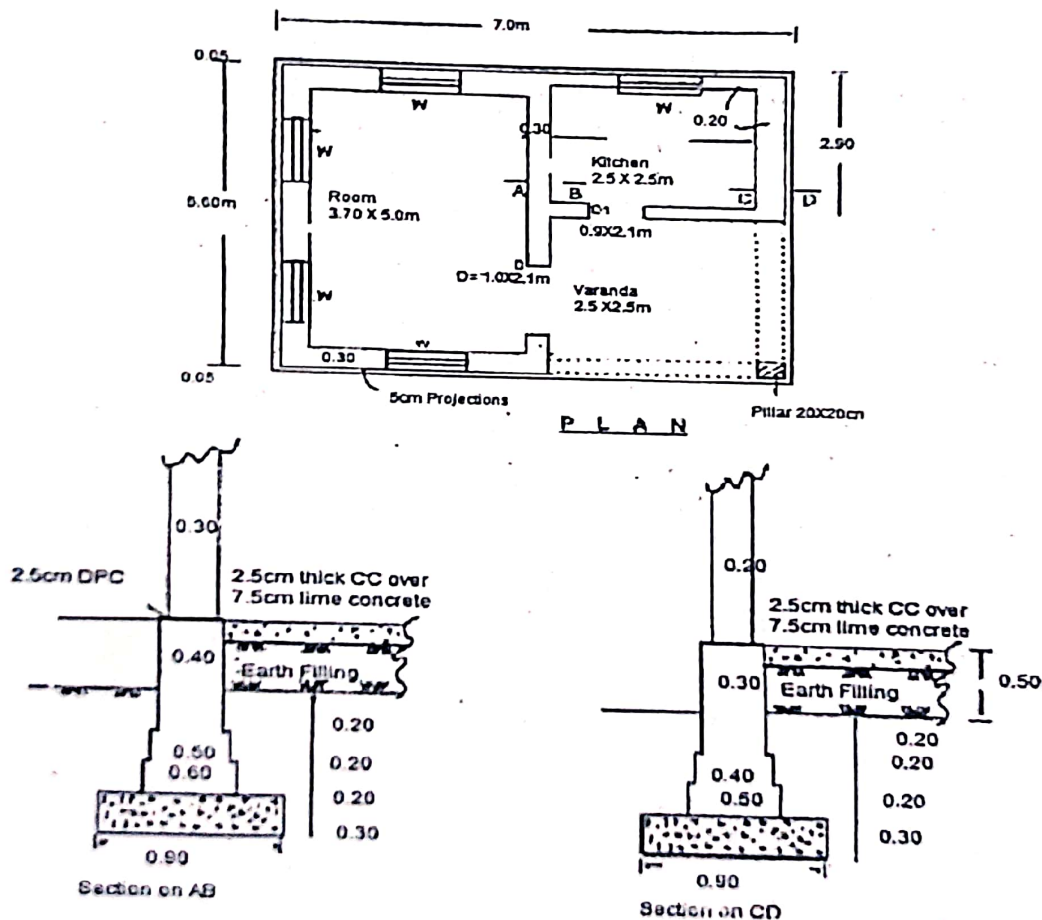 7.0m
0.05
W
W
0.20
0.30
2.90
W
Kitchen
2.5 X 2.5m
5.60m
Room
3.70 X 5.0m
A
B
C
D
D1
0.9X2.1m
D
D= 1.0X2.1m
Varanda
2.5 X2.5m
W
W
0.30
0.05
5cm Projections
Pillar 20X20cm
P L A N
0.30
2.5cm DPC
2.5cm thick CC over
7.5cm lime concrete
0.40
Earth Filling
0.50
0.60
0.20
0.20
0.20
0.30
0.90
Section on AB
0.20
2.5cm thick CC over
7.5cm lime concrete
0.30
Earth Filling
0.50
0.20
0.20
0.40
0.50
0.20
0.30
0.90
Section on CD